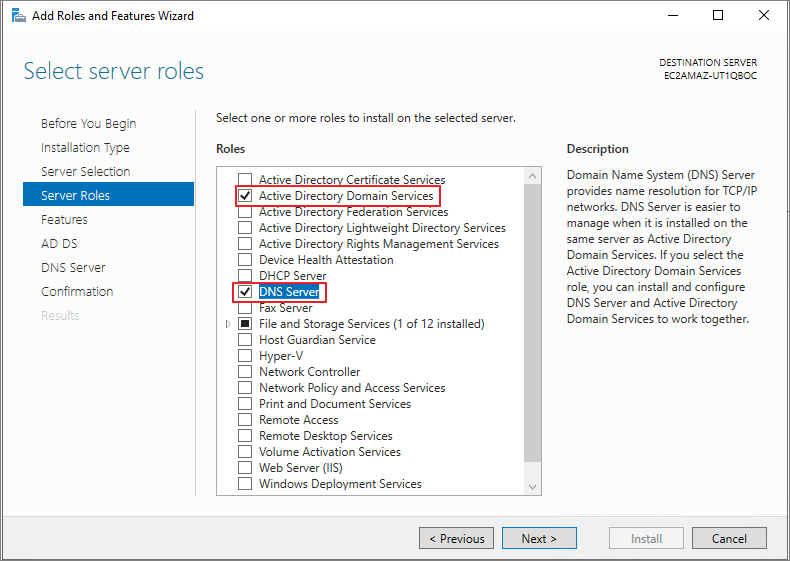 Add Roles and Features Wizard
Select server roles
DESTINATION SERVER
EC2AMAZ-UT1QBOC
Before You Begin
Installation Type
Server Selection
Server Roles
Features
AD DS
DNS Server
Confirmation
Results
Select one or more roles to install on the selected server.
Roles
Active Directory Certificate Services
Active Directory Domain Services
Active Directory Federation Services
Active Directory Lightweight Directory Services
Active Directory Rights Management Services
Device Health Attestation
DHCP Server
DNS Server
Fax Server
File and Storage Services (1 of 12 installed)
Host Guardian Service
Hyper-V
Network Controller
Network Policy and Access Services
Print and Document Services
Remote Access
Remote Desktop Services
Volume Activation Services
Web Server (IIS)
Windows Deployment Services
Description
Domain Name System (DNS) Server
provides name resolution for TCP/IP
networks. DNS Server is easier to
manage when it is installed on the
same server as Active Directory
Domain Services. If you select the
Active Directory Domain Services
role, you can install and configure
DNS Server and Active Directory
Domain Services to work together.
< Previous
Next >
Install
Cancel